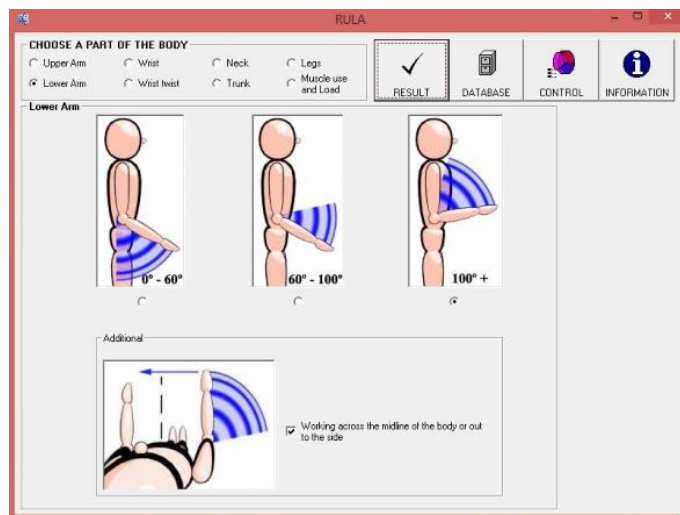 RULA
CHOOSE A PART OF THE BODY
Upper Arm
Wrist
Neck
Legs
Lower Arm
Wrist twist
Trunk
Muscle use
and Load
RESULT
DATABASE
CONTROL
INFORMATION
Lower Arm
0° - 60°
60° - 100°
100° +
Additional
Working across the midline of the body or out
to the side